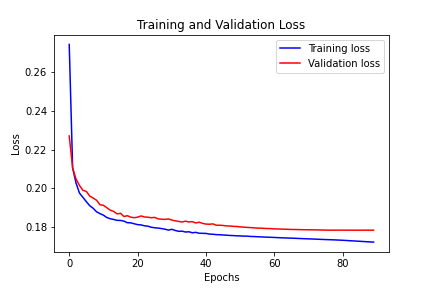 Training and Validation Loss
Training loss
Validation loss
Loss
0.26
0.24
0.22
0.20
0.18
0 20 40 60 80
Epochs